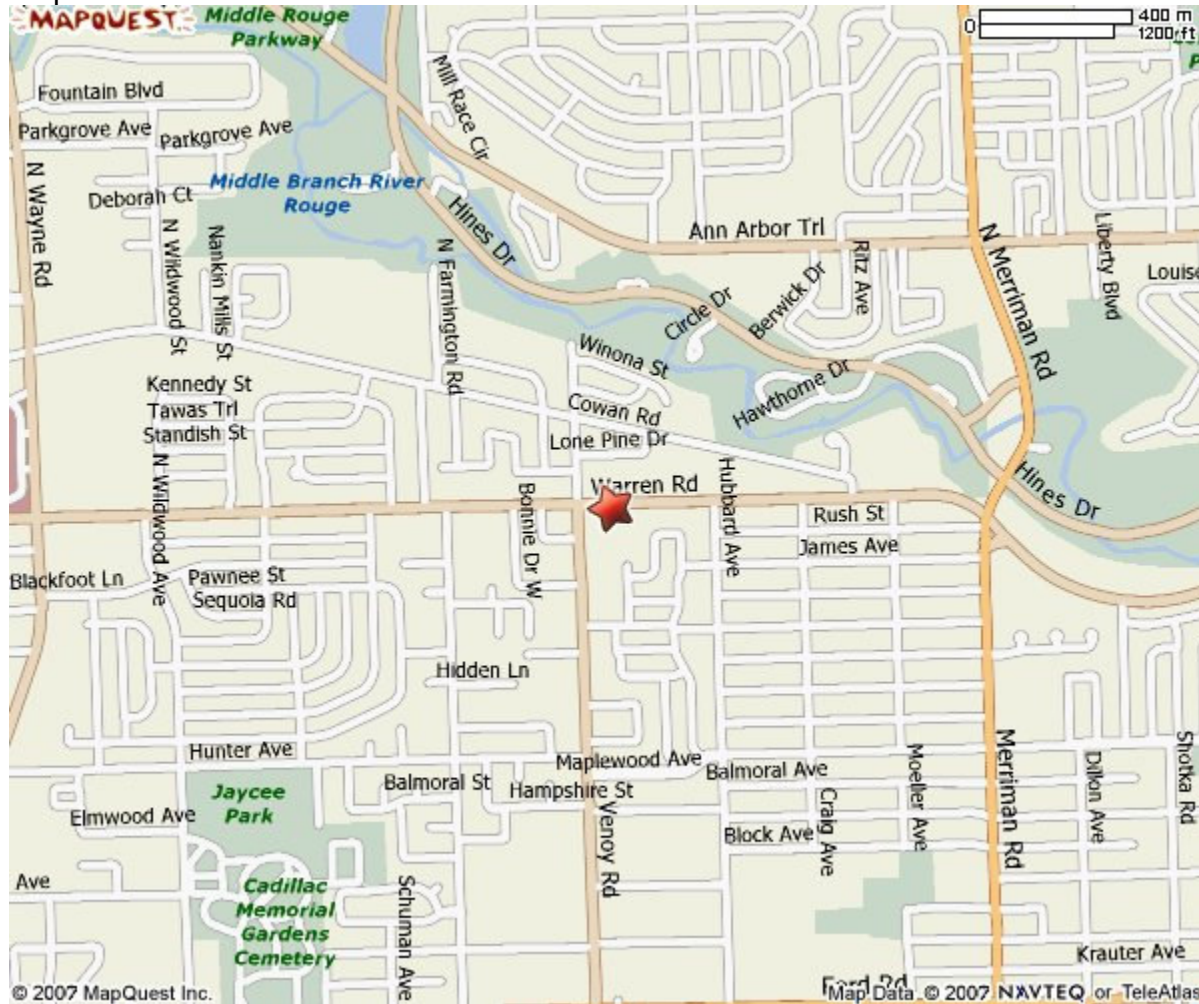 MAPQUEST
Middle Rouge
Parkway
0
400 m
1200 ft
Mill Race Cir
Fountain Blvd
Parkgrove Ave
Parkgrove Ave
N Wayne Rd
Deborah Ct
Middle Branch River
Rouge
Hines Dr
Ann Arbor Trl
N Merriman Rd
Liberty Blvd
Louise
N Wildwood St
Nankin Mills St
N Farmington Rd
Circle Dr
Berwick Dr
Ritz Ave
Winona St
Hawthorne Dr
Kennedy St
Tawas Trl
Standish St
Cowan Rd
Lone Pine Dr
Warren Rd
Hubbard Ave
Hines Dr
N Wildwood Ave
Bonnie Dr W
Rush St
James Ave
Blackfoot Ln
Pawnee St
Sequoia Rd
Hidden Ln
Hunter Ave
Maplewood Ave
Balmoral St
Hampshire St
Balmoral Ave
Moeller Ave
Merriman Rd
Dillon Ave
Shotka Rd
Jaycee
Park
Elmwood Ave
Venoy Rd
Block Ave
Craig Ave
Ave
Cadillac
Memorial
Gardens
Cemetery
Schuman Ave
Krauter Ave
Ford Rd
© 2007 MapQuest Inc.
Map Data © 2007 NAVTEQ or TeleAtlas